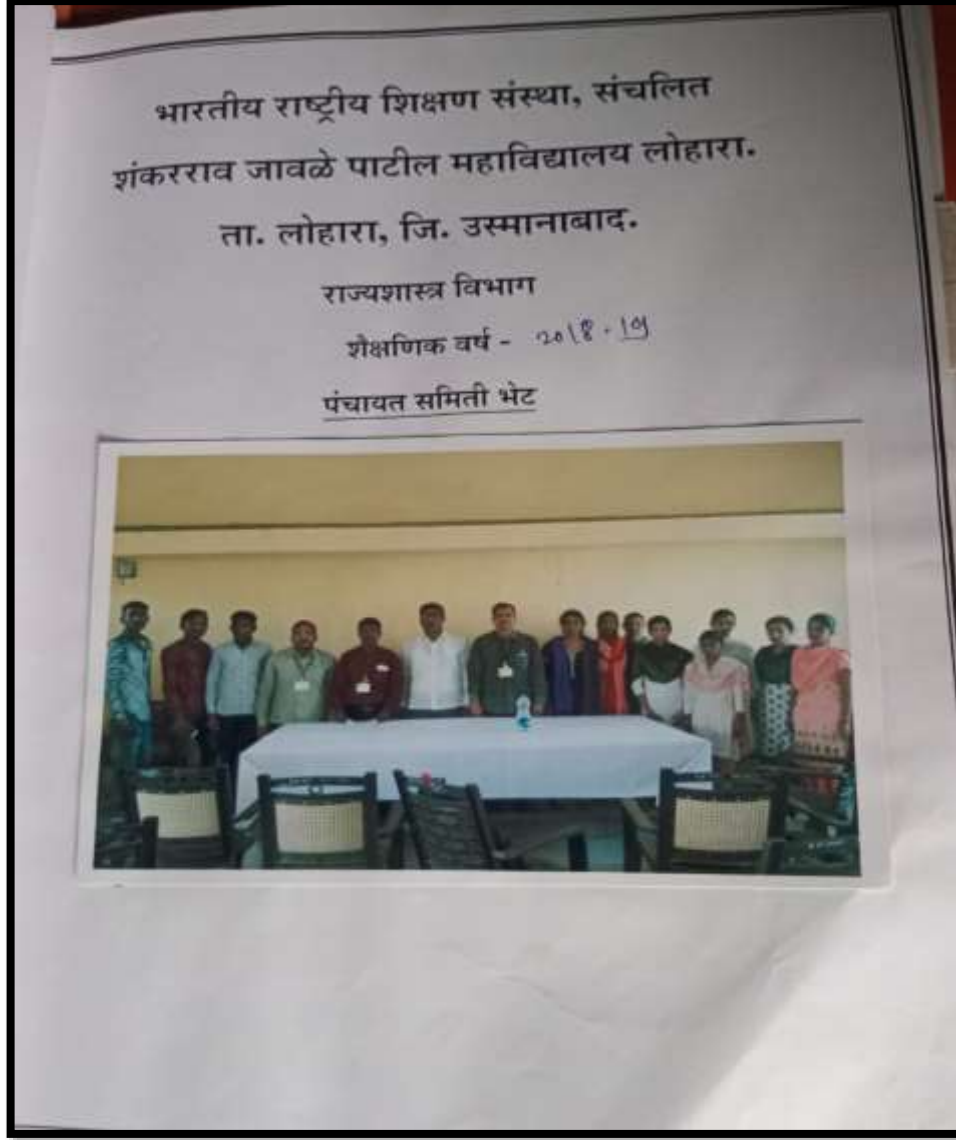 भारतीय राष्ट्रीय शिक्षण संस्था, संचलित
शंकरराव जावळे पाटील महाविद्यालय लोहारा.
ता. लोहारा, जि. उस्मानाबाद.
राज्यशास्त्र विभाग
शैक्षणिक वर्ष - 2018-19
पंचायत समिती भेट